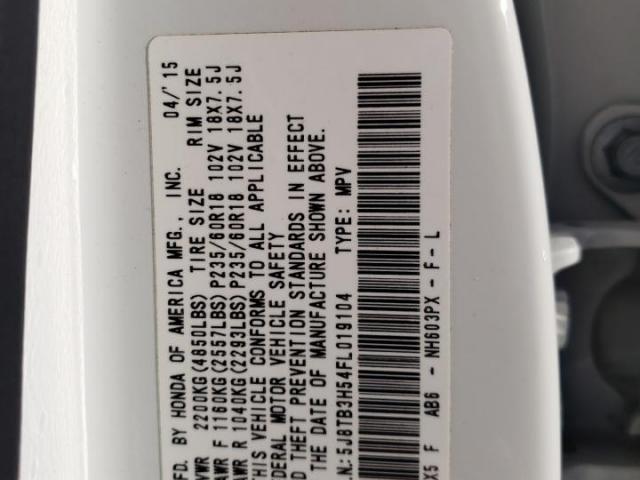 FD. BY HONDA OF AMERICA MFG., INC. 04/'15
VWR 2200KG(4850LBS) TIRE SIZE RIM SIZE
AWR F 1160KG(2557LBS)P235/60R18 102V 18X7.5J
AWR R 1040KG(2293LBS)P235/60R18 102V 18X7.5J
THIS VEHICLE CONFORMS TO ALL APPLICABLE
EDERAL MOTOR VEHICLE SAFETY
ND THEFT PREVENTION STANDARDS IN EFFECT
N THE DATE OF MANUFACTURE SHOWN ABOVE.
.N.:5J8TB3H54FL019104 TYPE: MPV
X5 F AB6 - NH603PX - F - L